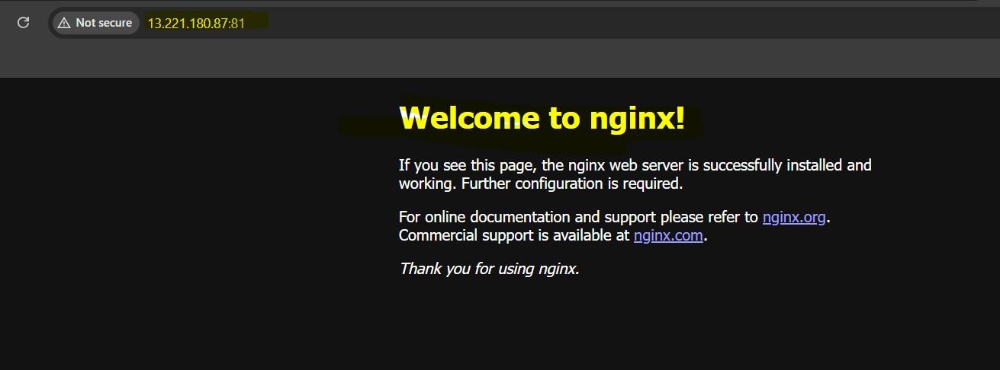 Not secure 13.221.180.87:81
Welcome to nginx!
If you see this page, the nginx web server is successfully installed and
working. Further configuration is required.
For online documentation and support please refer to nginx.org.
Commercial support is available at nginx.com.
Thank you for using nginx.